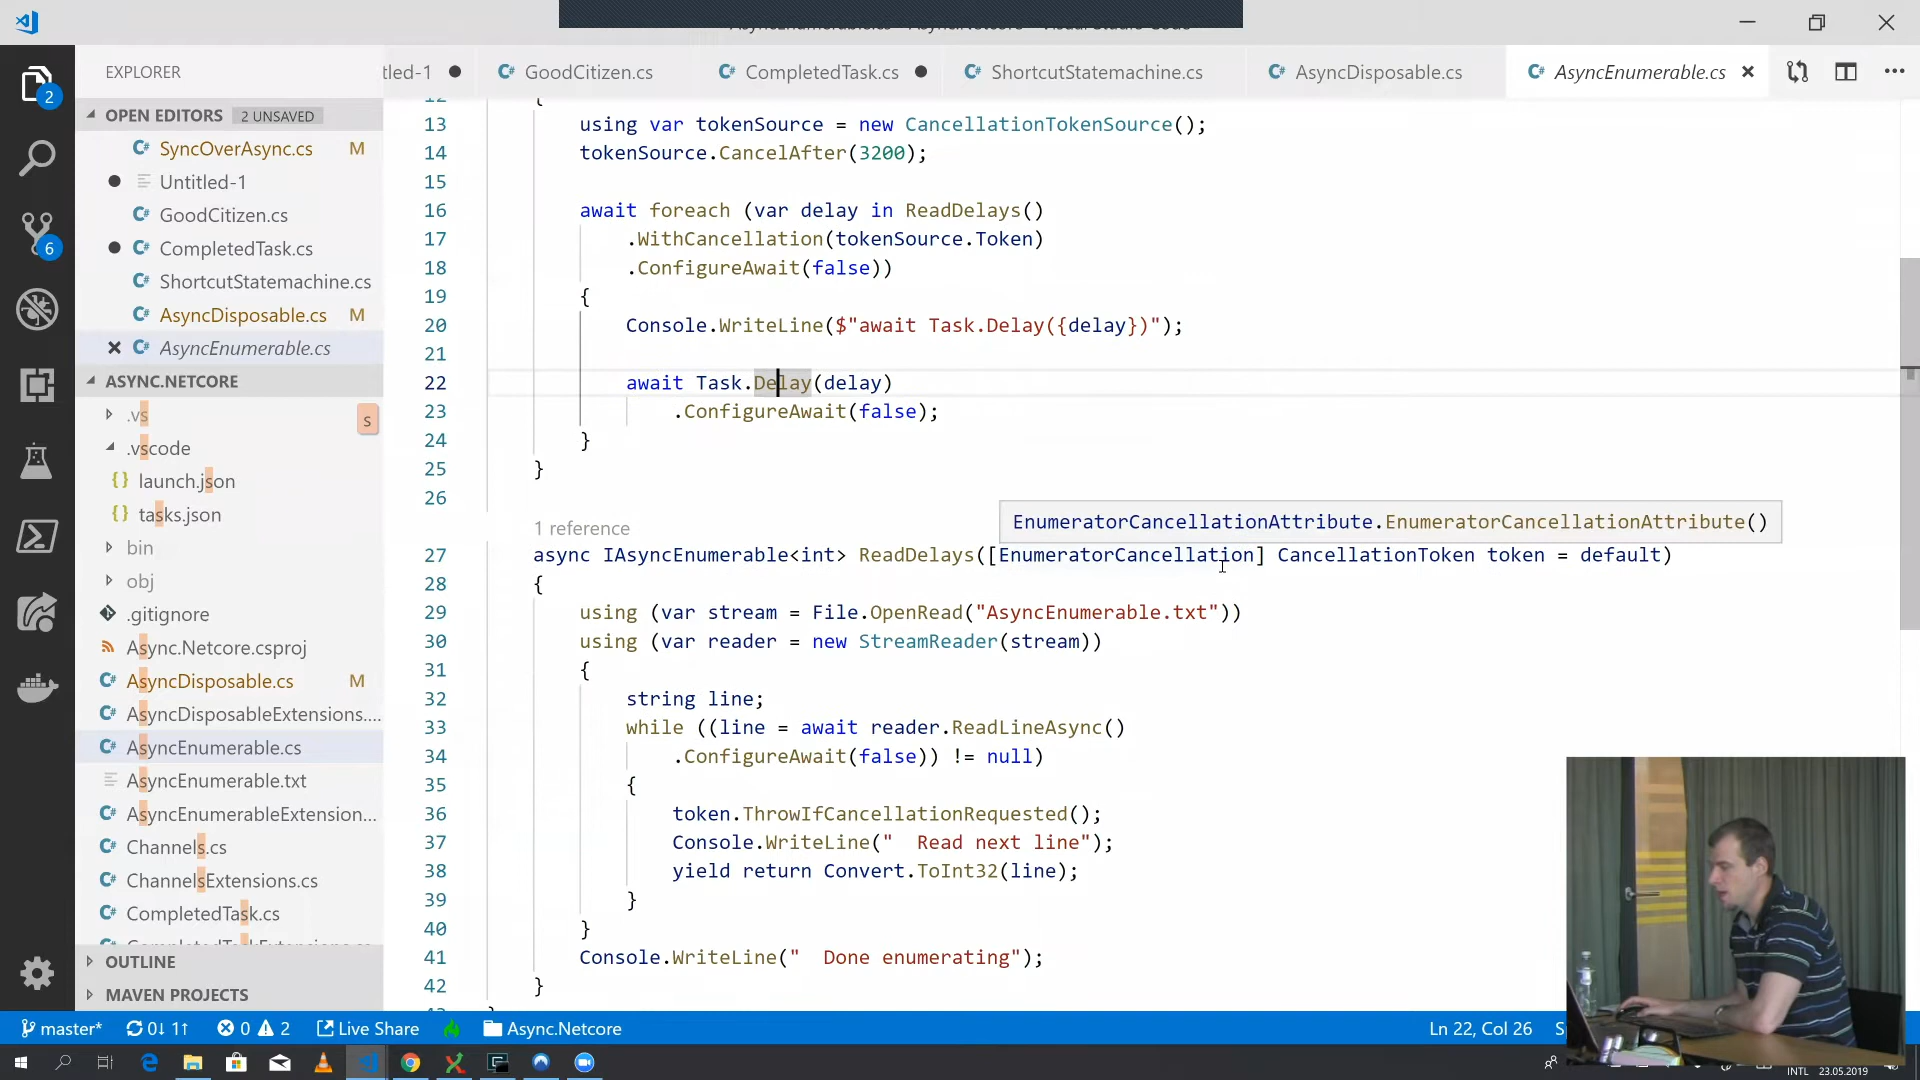 EXPLORER
tled-1
GoodCitizen.cs
CompletedTask.cs
ShortcutStatemachine.cs
AsyncDisposable.cs
AsyncEnumerable.cs
OPEN EDITORS 2 UNSAVED
SyncOverAsync.cs M
Untitled-1
GoodCitizen.cs
CompletedTask.cs
ShortcutStatemachine.cs
AsyncDisposable.cs M
AsyncEnumerable.cs
ASYNC.NETCORE
.vs
s
.vscode
{} launch.json
{} tasks.json
bin
obj
.gitignore
Async.Netcore.csproj
AsyncDisposable.cs M
AsyncDisposableExtensions....
AsyncEnumerable.cs
AsyncEnumerable.txt
AsyncEnumerableExtension...
Channels.cs
ChannelsExtensions.cs
CompletedTask.cs
OUTLINE
MAVEN PROJECTS
2
6
12 {
13 using var tokenSource = new CancellationTokenSource();
14 tokenSource.CancelAfter(3200);
15
16 await foreach (var delay in ReadDelays()
17 .WithCancellation(tokenSource.Token)
18 .ConfigureAwait(false))
19 {
20 Console.WriteLine($"await Task.Delay({delay})");
21
22 await Task.Delay(delay)
23 .ConfigureAwait(false);
24 }
25 }
26
EnumeratorCancellationAttribute.EnumeratorCancellationAttribute()
1 reference
27 async IAsyncEnumerable<int> ReadDelays([EnumeratorCancellation] CancellationToken token = default)
28 {
29 using (var stream = File.OpenRead("AsyncEnumerable.txt"))
30 using (var reader = new StreamReader(stream))
31 {
32 string line;
33 while ((line = await reader.ReadLineAsync()
34 .ConfigureAwait(false)) != null)
35 {
36 token.ThrowIfCancellationRequested();
37 Console.WriteLine("  Read next line");
38 yield return Convert.ToInt32(line);
39 }
40 }
41 Console.WriteLine("  Done enumerating");
42 }
master* 0↓ 1↑ 0 2 Live Share Async.Netcore Ln 22, Col 26 S
INTL 23.05.2019